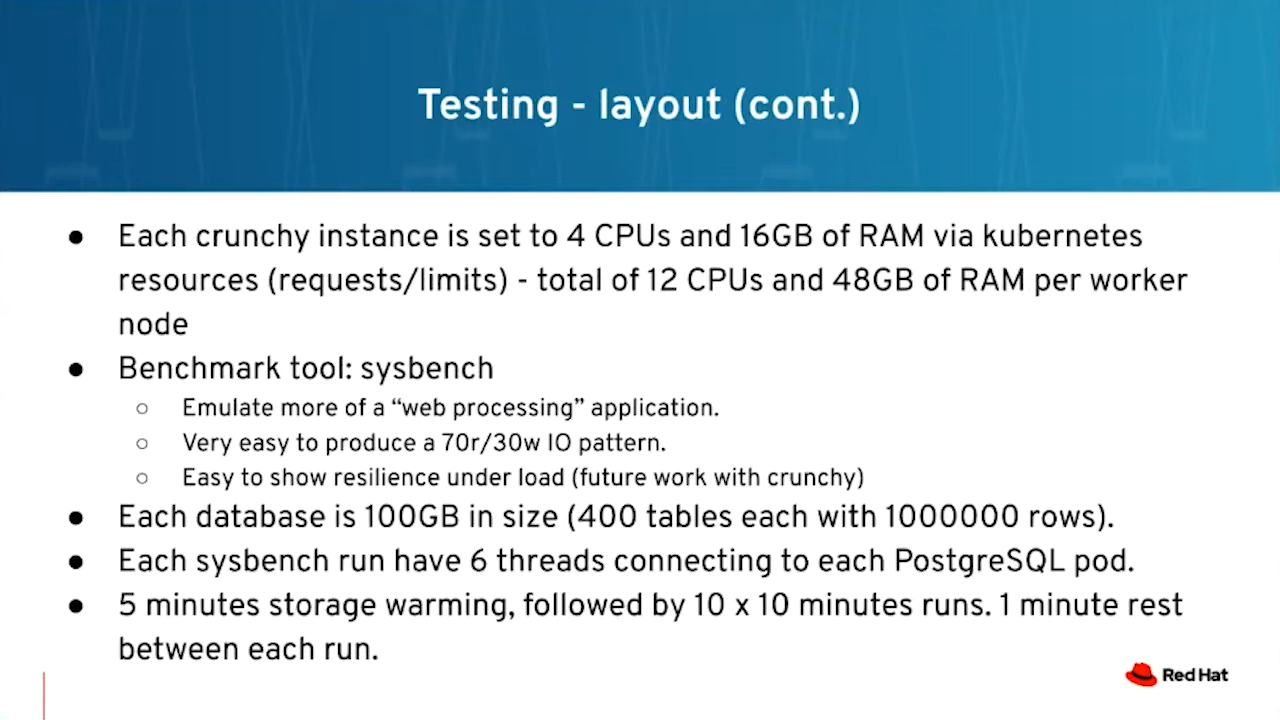 Testing - layout (cont.)
● Each crunchy instance is set to 4 CPUs and 16GB of RAM via kubernetes
resources (requests/limits) - total of 12 CPUs and 48GB of RAM per worker
node
● Benchmark tool: sysbench
○ Emulate more of a “web processing” application.
○ Very easy to produce a 70r/30w IO pattern.
○ Easy to show resilience under load (future work with crunchy)
● Each database is 100GB in size (400 tables each with 1000000 rows).
● Each sysbench run have 6 threads connecting to each PostgreSQL pod.
● 5 minutes storage warming, followed by 10 x 10 minutes runs. 1 minute rest
between each run.
Red Hat